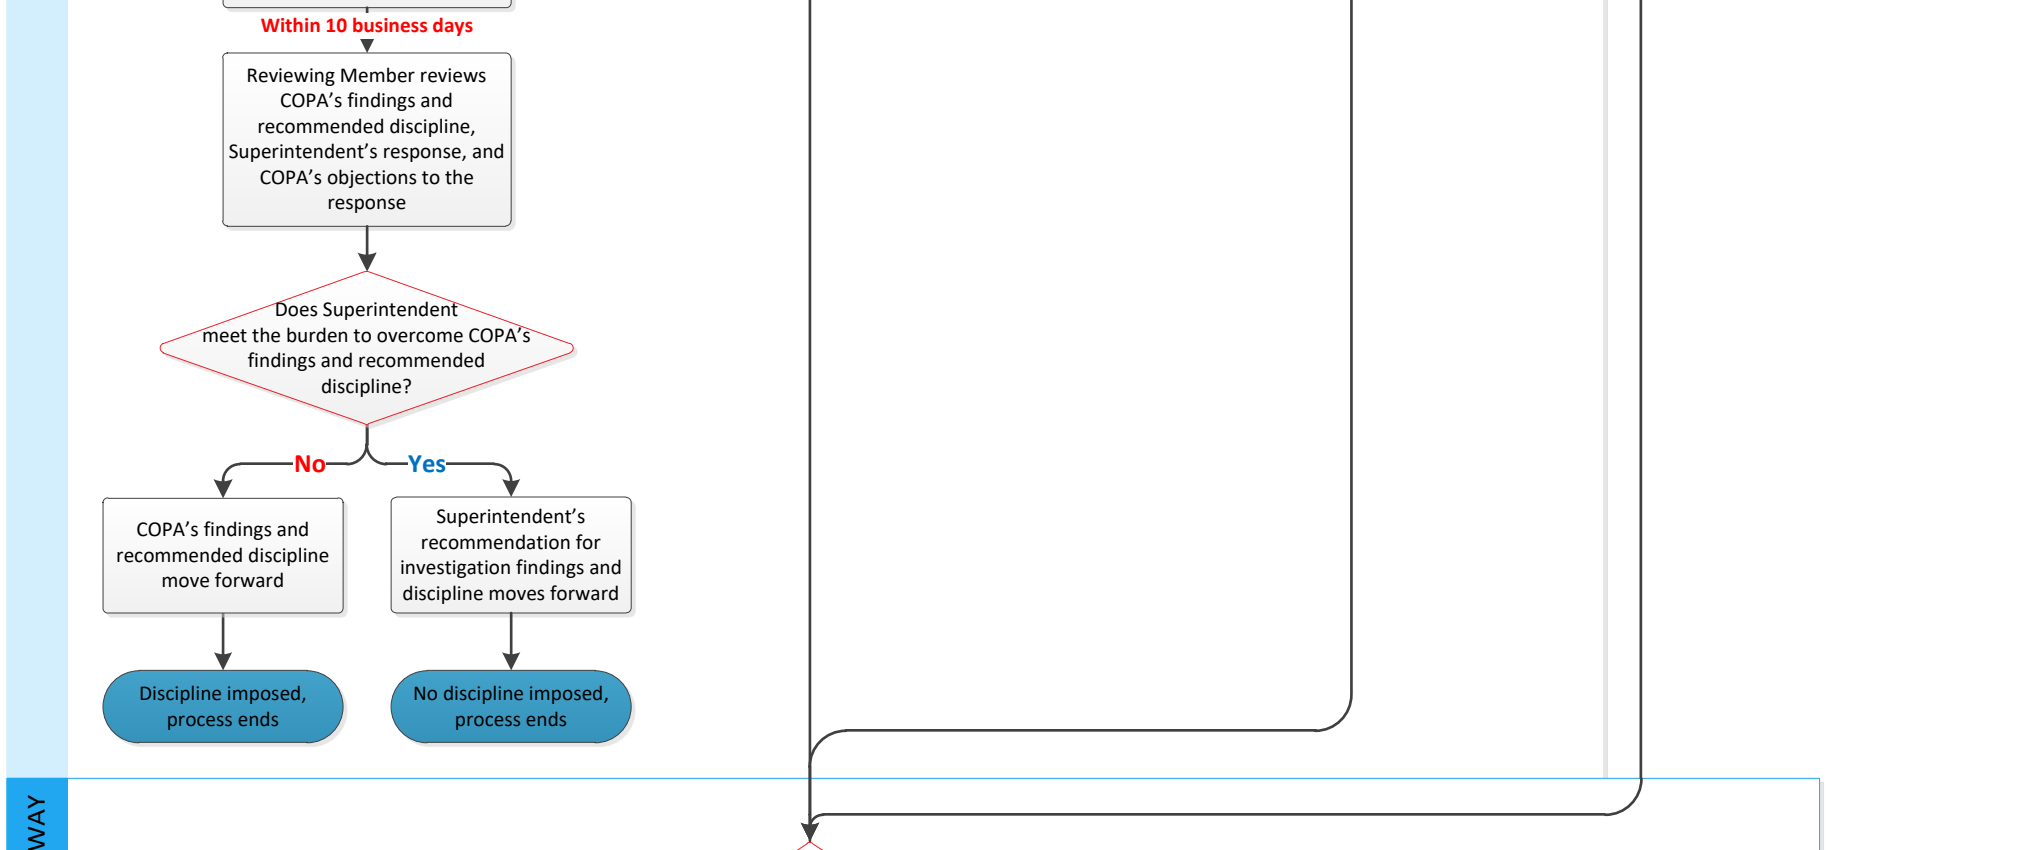 Within 10 business days
Reviewing Member reviews
COPA’s findings and
recommended discipline,
Superintendent’s response, and
COPA’s objections to the
response
Does Superintendent
meet the burden to overcome COPA’s
findings and recommended
discipline?
No
Yes
COPA’s findings and
recommended discipline
move forward
Superintendent’s
recommendation for
investigation findings and
discipline moves forward
Discipline imposed,
process ends
No discipline imposed,
process ends
WAY